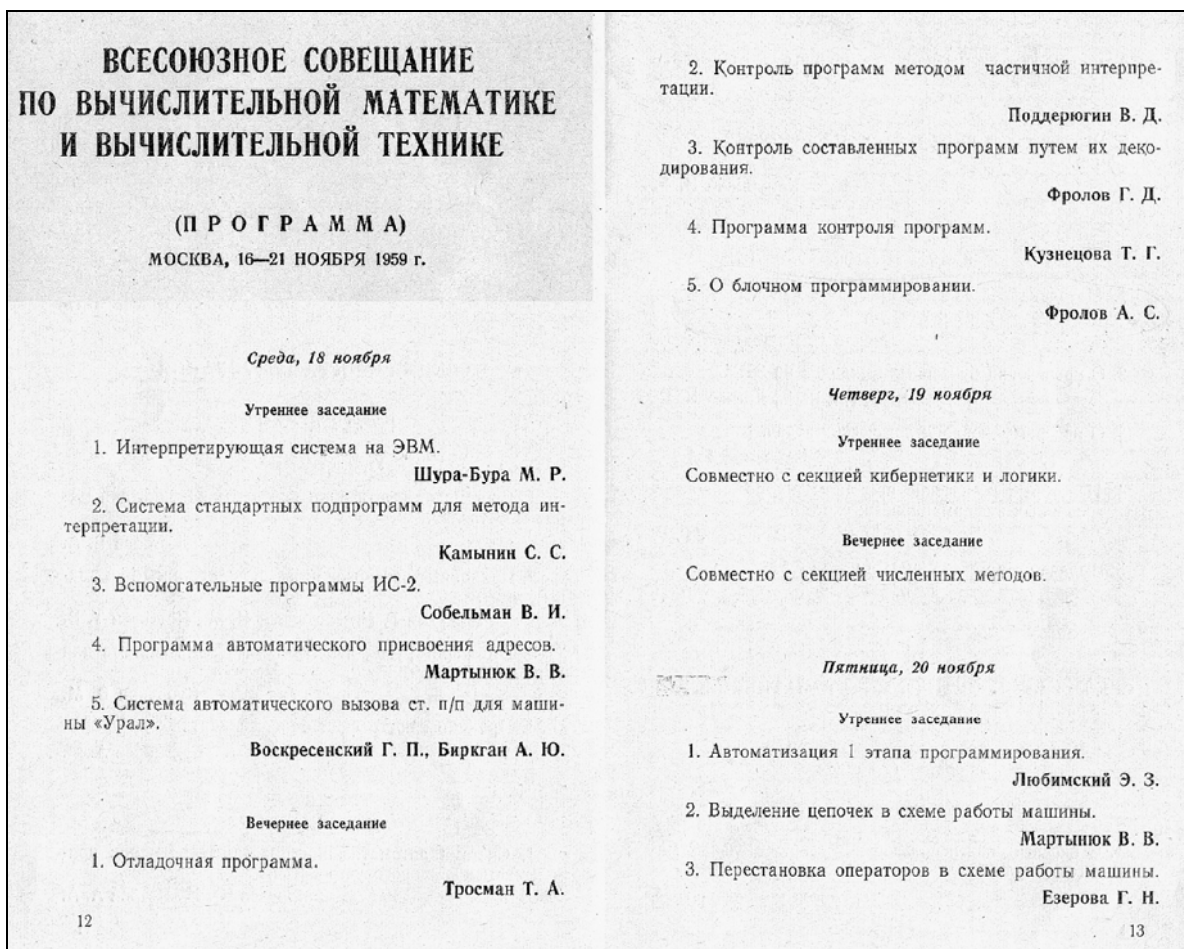 ВСЕСОЮЗНОЕ СОВЕЩАНИЕ
ПО ВЫЧИСЛИТЕЛЬНОЙ МАТЕМАТИКЕ
И ВЫЧИСЛИТЕЛЬНОЙ ТЕХНИКЕ
(ПРОГРАММА)
МОСКВА, 16—21 НОЯБРЯ 1959 г.
Среда, 18 ноября
Утреннее заседание
1. Интерпретирующая система на ЭВМ.
Шура-Бура М. Р.
2. Система стандартных подпрограмм для метода ин-
терпретации.
Камынин С. С.
3. Вспомогательные программы ИС-2.
Собельман В. И.
4. Программа автоматического присвоения адресов.
Мартынюк В. В.
5. Система автоматического вызова ст. п/п для маши-
ны «Урал».
Воскресенский Г. П., Биркган А. Ю.
Вечернее заседание
1. Отладочная программа.
Тросман Т. А.
12
2. Контроль программ методом частичной интерпре-
тации.
Поддерюгин В. Д.
3. Контроль составленных программ путем их деко-
дирования.
Фролов Г. Д.
4. Программа контроля программ.
Кузнецова Т. Г.
5. О блочном программировании.
Фролов А. С.
Четверг, 19 ноября
Утреннее заседание
Совместно с секцией кибернетики и логики.
Вечернее заседание
Совместно с секцией численных методов.
Пятница, 20 ноября
Утреннее заседание
1. Автоматизация I этапа программирования.
Любимский Э. З.
2. Выделение цепочек в схеме работы машины.
Мартынюк В. В.
3. Перестановка операторов в схеме работы машины.
Езерова Г. Н.
13